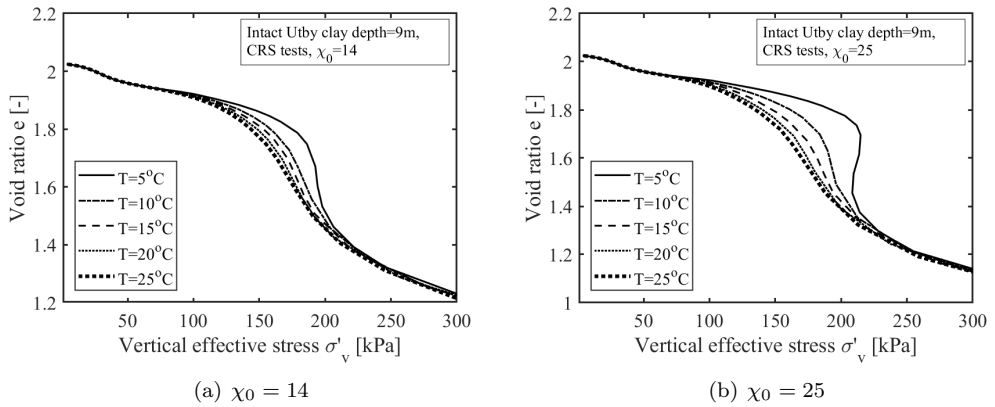 2.2
2
1.8
1.6
1.4
1.2
Void ratio e [-]
Intact Utby clay depth=9m,
CRS tests, χ0=14
T=5°C
T=10°C
T=15°C
T=20°C
T=25°C
50 100 150 200 250 300
Vertical effective stress σ'v [kPa]
(a) χ0 = 14
2.2
2
1.8
1.6
1.4
1.2
1
Void ratio e [-]
Intact Utby clay depth=9m,
CRS tests, χ0=25
T=5°C
T=10°C
T=15°C
T=20°C
T=25°C
50 100 150 200 250 300
Vertical effective stress σ'v [kPa]
(b) χ0 = 25